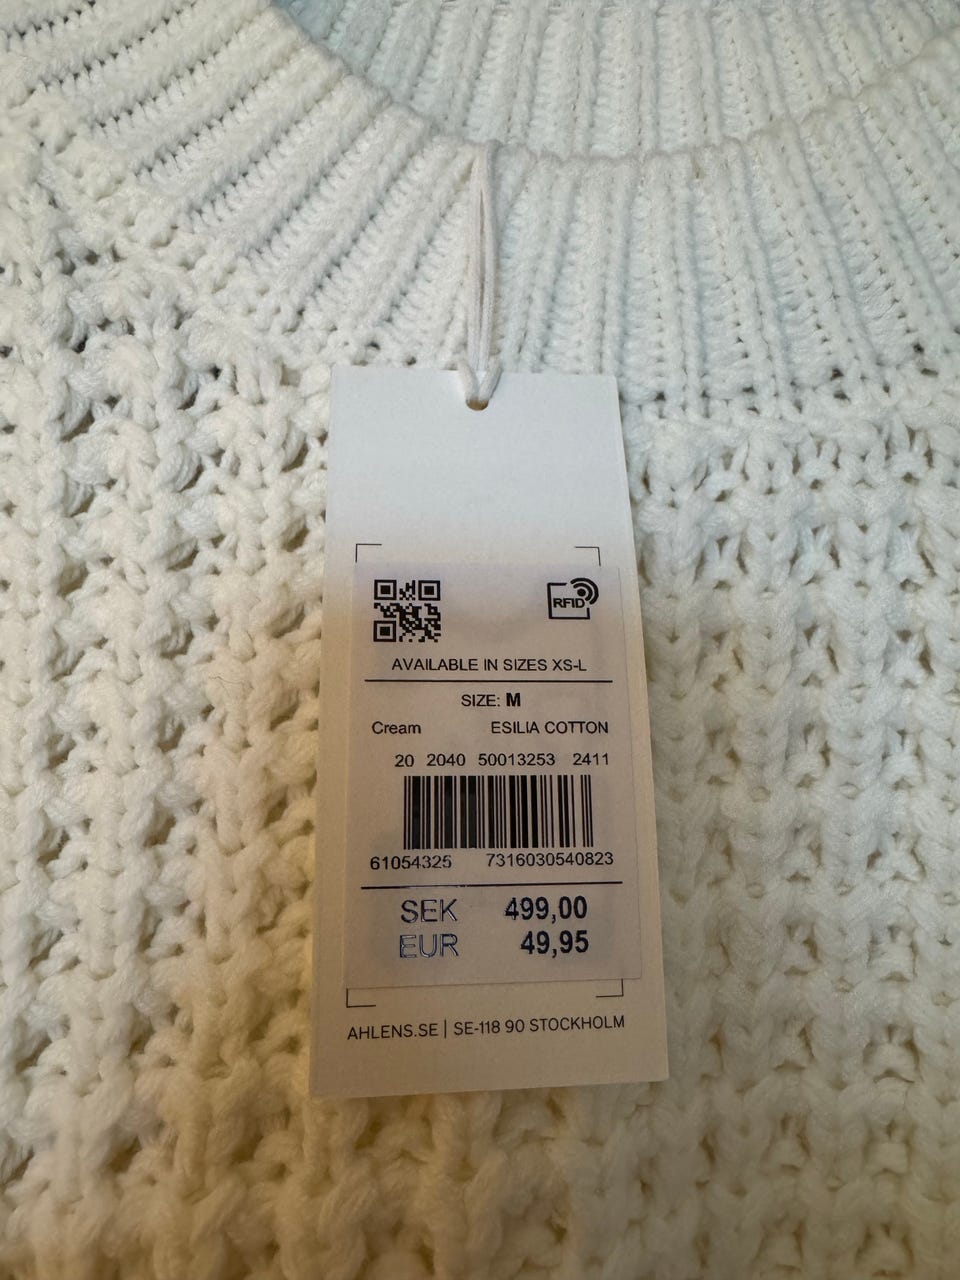 RFID
AVAILABLE IN SIZES XS-L
SIZE: M
Cream ESILIA COTTON
20 2040 50013253 2411
61054325 7316030540823
SEK 499,00
EUR 49,95
AHLENS.SE | SE-118 90 STOCKHOLM